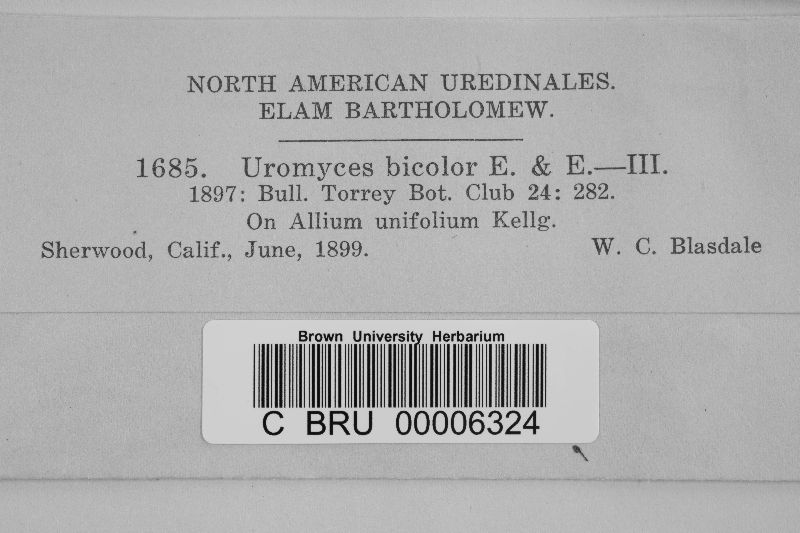 NORTH AMERICAN UREDINALES.
ELAM BARTHOLOMEW.
1685. Uromyces bicolor E. & E.—III.
1897: Bull. Torrey Bot. Club 24: 282.
On Allium unifolium Kellg.
Sherwood, Calif., June, 1899. W. C. Blasdale
Brown University Herbarium
C BRU 00006324